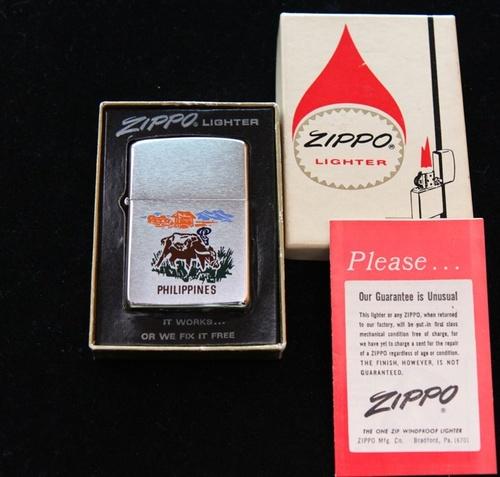 ZIPPO® LIGHTER
PHILIPPINES
IT WORKS...
OR WE FIX IT FREE
ZIPPO®
LIGHTER
Please...
Our Guarantee is Unusual
This lighter or any ZIPPO, when returned
to our factory, will be put in first class
mechanical condition free of charge, for
we have yet to charge a cent for the repair
of a ZIPPO regardless of age or condition.
THE FINISH, HOWEVER, IS NOT
GUARANTEED.
ZIPPO®
THE ONE ZIP WINDPROOF LIGHTER
ZIPPO Mfg. Co. Bradford, Pa.